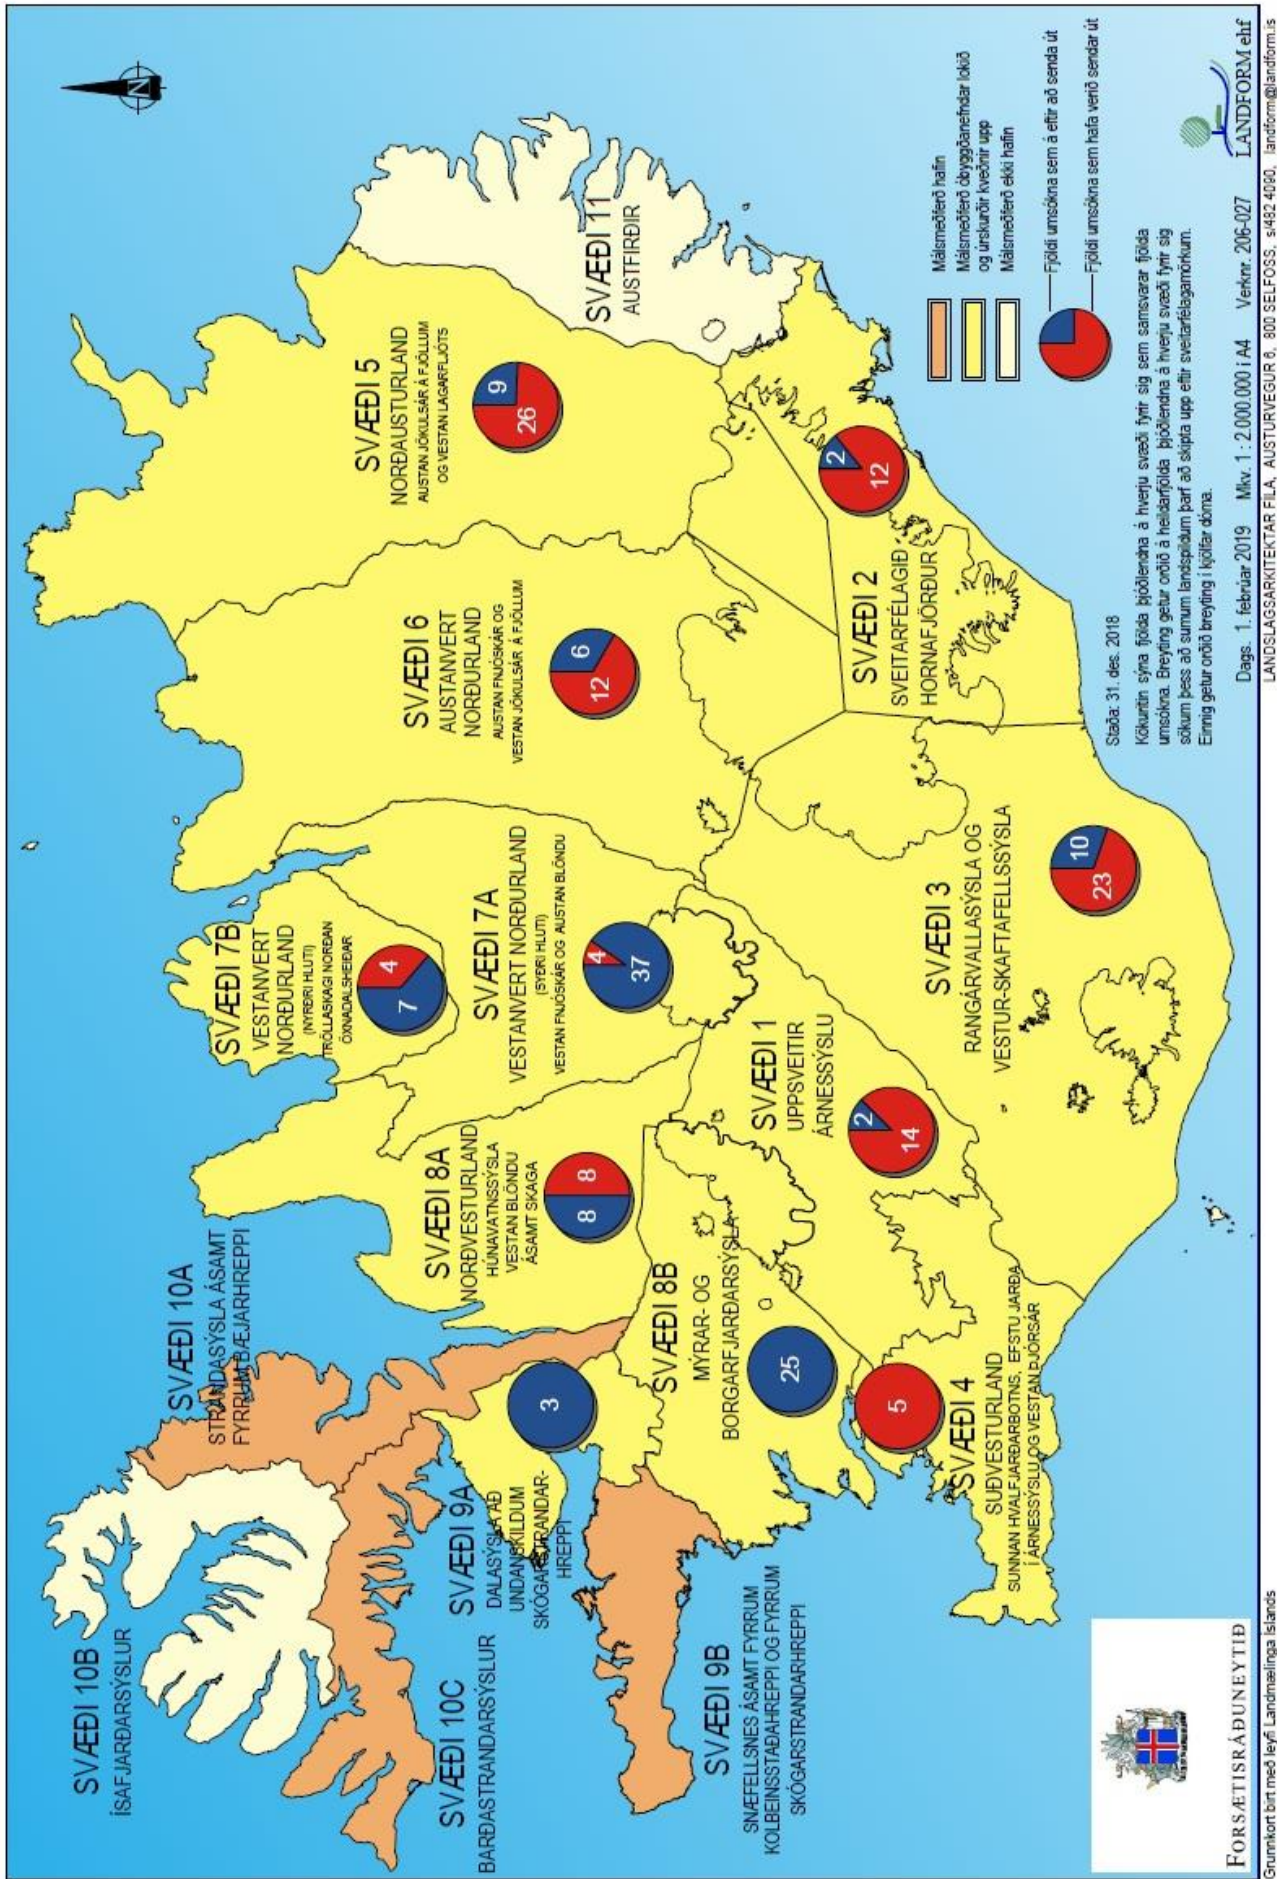 SVÆÐI 10B
ÍSAFJARÐARSÝSLUR
SVÆÐI 10A
STRANDASÝSLA ÁSAMT
FYRRUM BÆJARHREPPI
SVÆÐI 10C
BARÐASTRANDARSÝSLUR
SVÆÐI 9A
DALASÝSLA AÐ
UNDANSKILDUM
SKÓGARSTRANDAR-
HREPPI
3
SVÆÐI 9B
SNÆFELLSNES ÁSAMT FYRRUM
KOLBEINSSTAÐAHREPPI OG FYRRUM
SKÓGARSTRANDARHREPPI
SVÆÐI 8A
NORÐVESTURLAND
HÚNAVATNSSÝSLA
VESTAN BLÖNDU
ÁSAMT SKAGA
8
8
SVÆÐI 8B
MÝRAR- OG
BORGARFJARÐARSÝSLA
25
SVÆÐI 7B
VESTANVERT
NORÐURLAND
(NYRÐRI HLUTI)
TRÖLLASKAGI NORÐAN
ÖXNADALSHEIÐAR
7
4
SVÆÐI 7A
VESTANVERT NORÐURLAND
(SYÐRI HLUTI)
VESTAN FNJÓSKÁR OG AUSTAN BLÖNDU
4
37
SVÆÐI 6
AUSTANVERT
NORÐURLAND
AUSTAN FNJÓSKÁR OG
VESTAN JÖKULSÁR Á FJÖLLUM
6
12
SVÆÐI 5
NORÐAUSTURLAND
AUSTAN JÖKULSÁR Á FJÖLLUM
OG VESTAN LAGARFLJÓTS
9
26
SVÆÐI 11
AUSTFIRÐIR
SVÆÐI 1
UPPSVEITIR
ÁRNESSÝSLU
2
14
SVÆÐI 2
SVEITARFÉLAGIÐ
HORNAFJÖRÐUR
2
12
SVÆÐI 3
RANGÁRVALLASÝSLA OG
VESTUR-SKAFTAFELLSSÝSLA
10
23
SVÆÐI 4
SUÐVESTURLAND
SUNNAN HVALFJARÐARBOTNS, EFSTU JARÐA
Í ÁRNESSÝSLU OG VESTAN ÞJÓRSÁR
5
N
Málsmeðferð hafin
Málsmeðferð óbyggðanefndar lokið
og úrskurðir kveðnir upp
Málsmeðferð ekki hafin
Fjöldi umsókna sem á eftir að senda út
Fjöldi umsókna sem hafa verið sendar út
Staða: 31. des. 2018
Kökuritin sýna fjölda þjóðlendna á hverju svæði fyrir sig sem samsvarar fjölda
umsókna. Breyting getur orðið á heildarfjölda þjóðlendna á hverju svæði fyrir sig
sökum þess að sumum landspildum þarf að skipta upp eftir sveitarfélagamörkum.
Einnig getur orðið breyting í kjölfar dóma.
Dags. 1. febrúar 2019 Mkv. 1 : 2.000.000 í A4 Verknr. 206-027
LANDFORM ehf
LANDSLAGSARKITEKTAR FÍLA, AUSTURVEGUR 6, 800 SELFOSS, s/482 4090, landform@landform.is
FORSÆTISRÁÐUNEYTIÐ
Grunnkort birt með leyfi Landmælinga Íslands